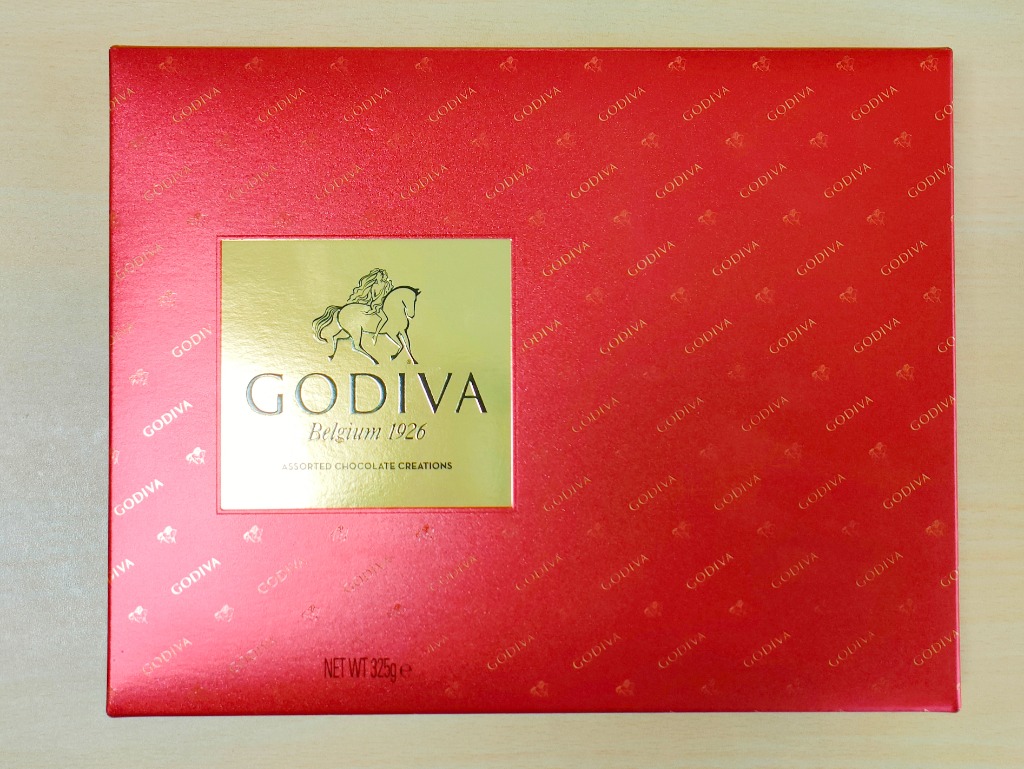 GODIVA
Belgium 1926
ASSORTED CHOCOLATE CREATIONS
NET WT 325g ℮